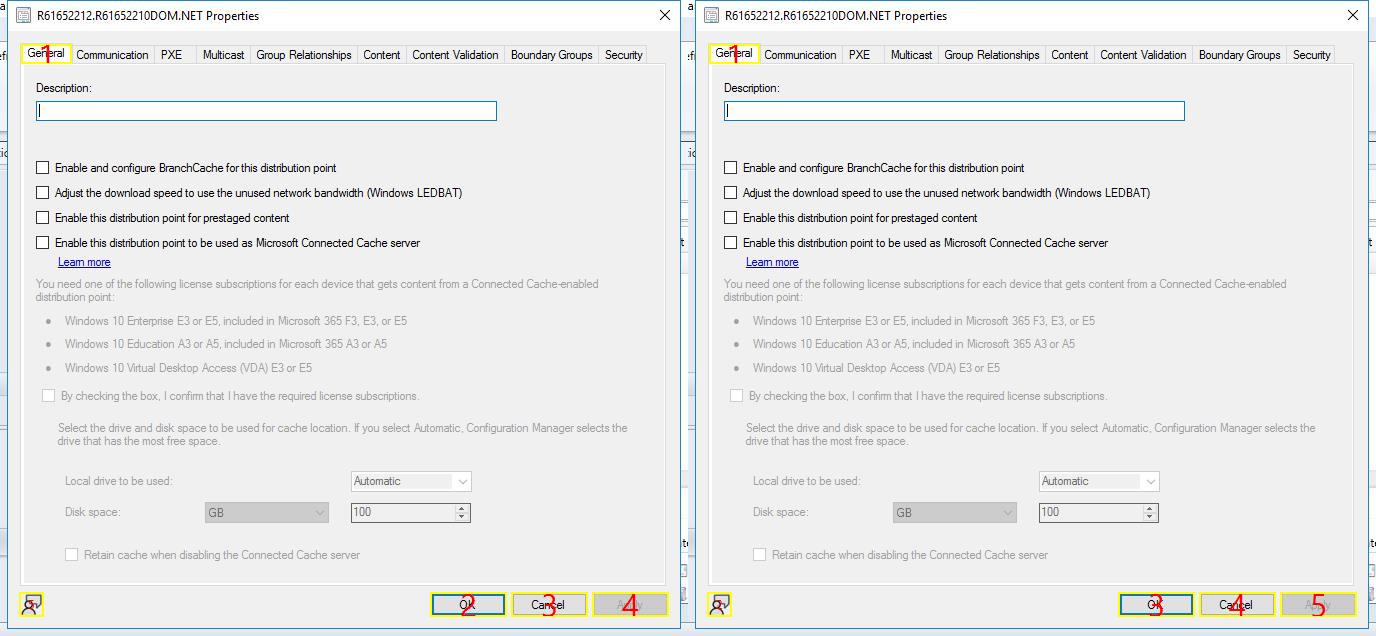 R61652212.R61652210DOM.NET Properties
General Communication PXE Multicast Group Relationships Content Content Validation Boundary Groups Security
1
Description:
Enable and configure BranchCache for this distribution point
Adjust the download speed to use the unused network bandwidth (Windows LEDBAT)
Enable this distribution point for prestaged content
Enable this distribution point to be used as Microsoft Connected Cache server
Learn more
You need one of the following license subscriptions for each device that gets content from a Connected Cache-enabled
distribution point:
• Windows 10 Enterprise E3 or E5, included in Microsoft 365 F3, E3, or E5
• Windows 10 Education A3 or A5, included in Microsoft 365 A3 or A5
• Windows 10 Virtual Desktop Access (VDA) E3 or E5
By checking the box, I confirm that I have the required license subscriptions.
Select the drive and disk space to be used for cache location. If you select Automatic, Configuration Manager selects the
drive that has the most free space.
Local drive to be used: Automatic
Disk space: GB 100
Retain cache when disabling the Connected Cache server
OK Cancel Apply
2 3 4
R61652212.R61652210DOM.NET Properties
General Communication PXE Multicast Group Relationships Content Content Validation Boundary Groups Security
1
Description:
Enable and configure BranchCache for this distribution point
Adjust the download speed to use the unused network bandwidth (Windows LEDBAT)
Enable this distribution point for prestaged content
Enable this distribution point to be used as Microsoft Connected Cache server
Learn more
You need one of the following license subscriptions for each device that gets content from a Connected Cache-enabled
distribution point:
• Windows 10 Enterprise E3 or E5, included in Microsoft 365 F3, E3, or E5
• Windows 10 Education A3 or A5, included in Microsoft 365 A3 or A5
• Windows 10 Virtual Desktop Access (VDA) E3 or E5
By checking the box, I confirm that I have the required license subscriptions.
Select the drive and disk space to be used for cache location. If you select Automatic, Configuration Manager selects the
drive that has the most free space.
Local drive to be used: Automatic
Disk space: GB 100
Retain cache when disabling the Connected Cache server
OK Cancel Apply
3 4 5